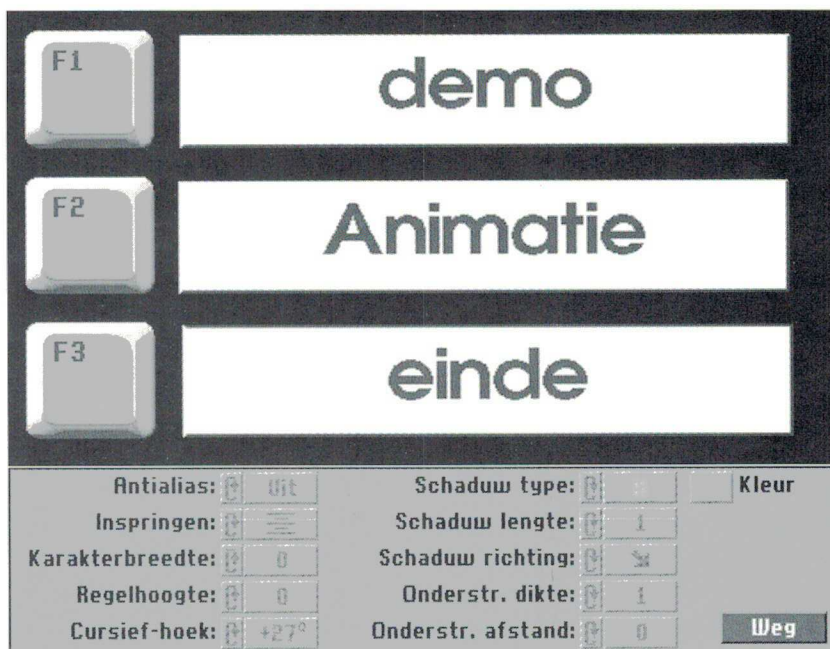 F1 demo
F2 Animatie
F3 einde
Antialias: Uit Schaduw type: Kleur
Inspringen: Schaduw lengte: 1
Karakterbreedte: 0 Schaduw richting:
Regelhoogte: 0 Onderstr. dikte: 1
Cursief-hoek: +27° Onderstr. afstand: 0 Weg